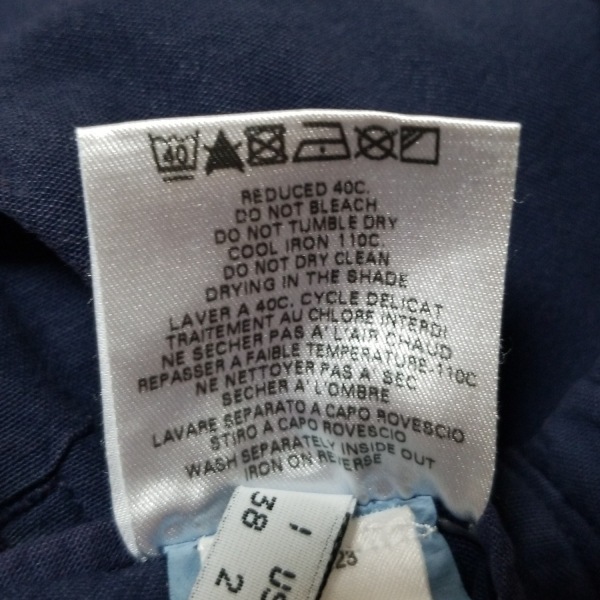 40
REDUCED 40C.
DO NOT BLEACH
DO NOT TUMBLE DRY
COOL IRON 110C.
DO NOT DRY CLEAN
DRYING IN THE SHADE
LAVER A 40C. CYCLE DELICAT
TRAITEMENT AU CHLORE INTERDI
NE SECHER PAS A' L'AIR CHAUD
REPASSER A FAIBLE TEMPERATURE-110C
NE NETTOYER PAS A' SEC
SECHER A' L'OMBRE
LAVARE SEPARATO A CAPO ROVESCIO
STIRO A CAPO ROVESCIO
WASH SEPARATELY INSIDE OUT
IRON ON REVERSE
I US
38 2
23